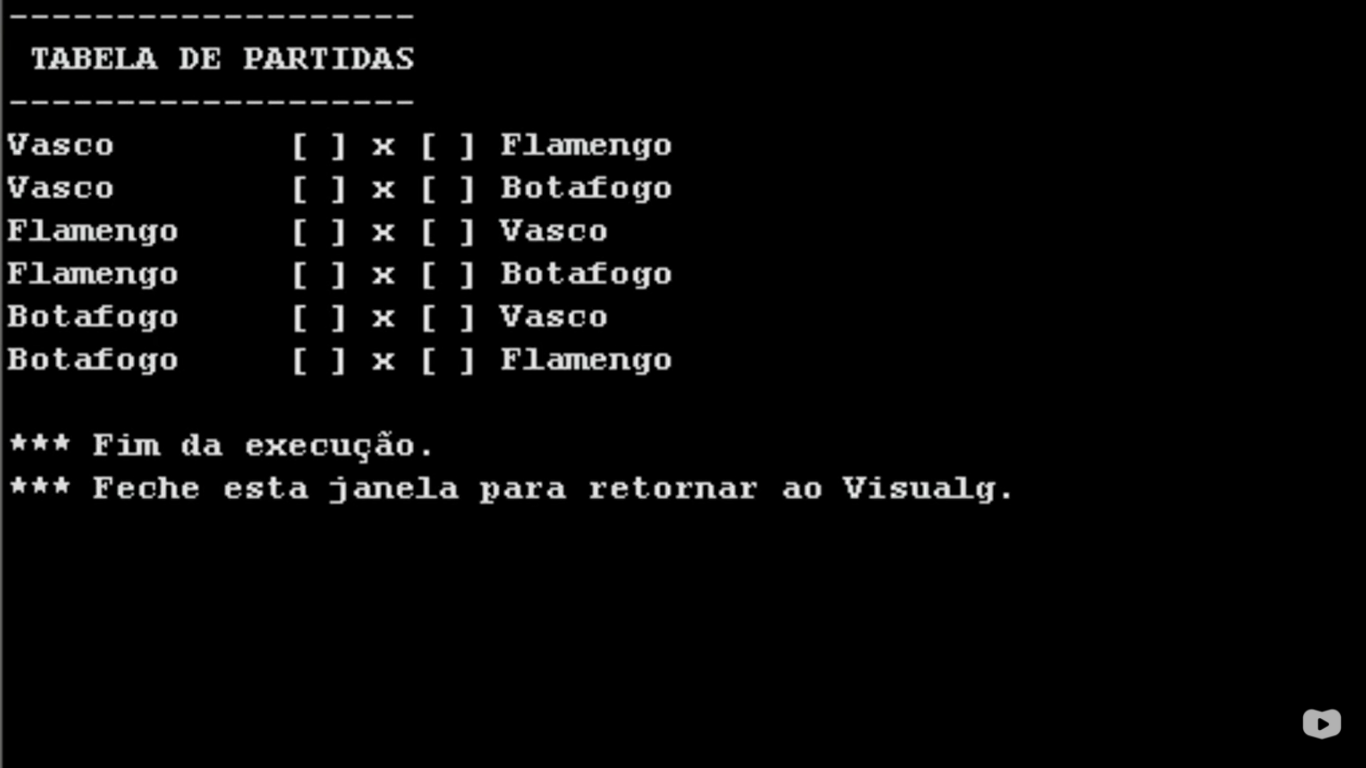 -------------------
TABELA DE PARTIDAS
-------------------
Vasco [ ] x [ ] Flamengo
Vasco [ ] x [ ] Botafogo
Flamengo [ ] x [ ] Vasco
Flamengo [ ] x [ ] Botafogo
Botafogo [ ] x [ ] Vasco
Botafogo [ ] x [ ] Flamengo
*** Fim da execução.
*** Feche esta janela para retornar ao Visualg.